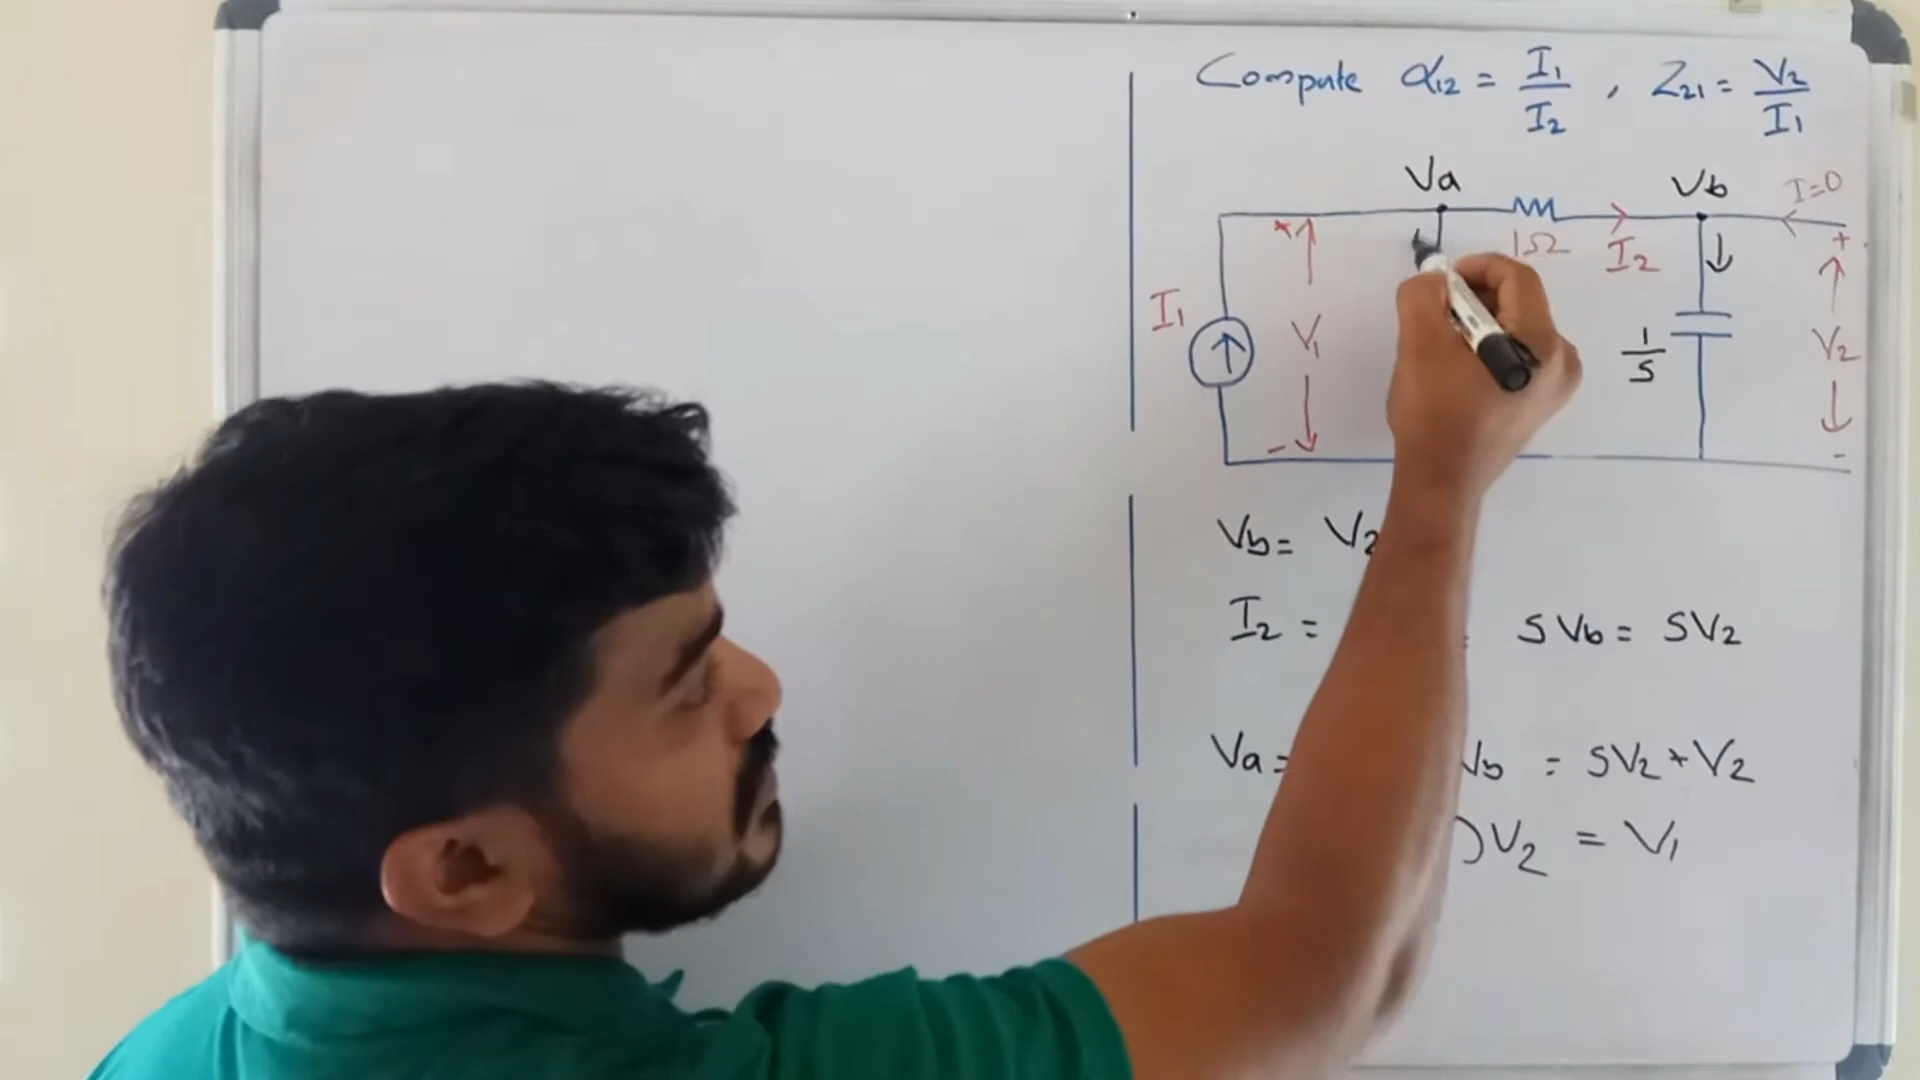 Compute α12 = I1/I2 , Z21 = V2/I1
Va
Vb
I=0
+
1Ω
I2
+
I1
V1
1/s
V2
-
-
Vb = V2
I2 = = SVb = SV2
Va = Vb = SV2 + V2
)V2 = V1